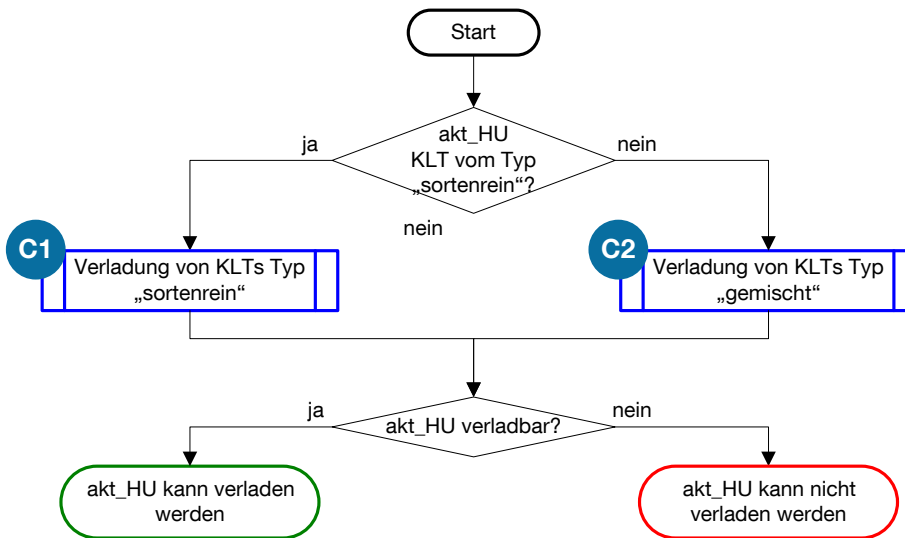 Start
akt_HU
KLT vom Typ
„sortenrein“?
ja
nein
nein
C1
Verladung von KLTs Typ
„sortenrein“
C2
Verladung von KLTs Typ
„gemischt“
akt_HU verladbar?
ja
nein
akt_HU kann verladen
werden
akt_HU kann nicht
verladen werden